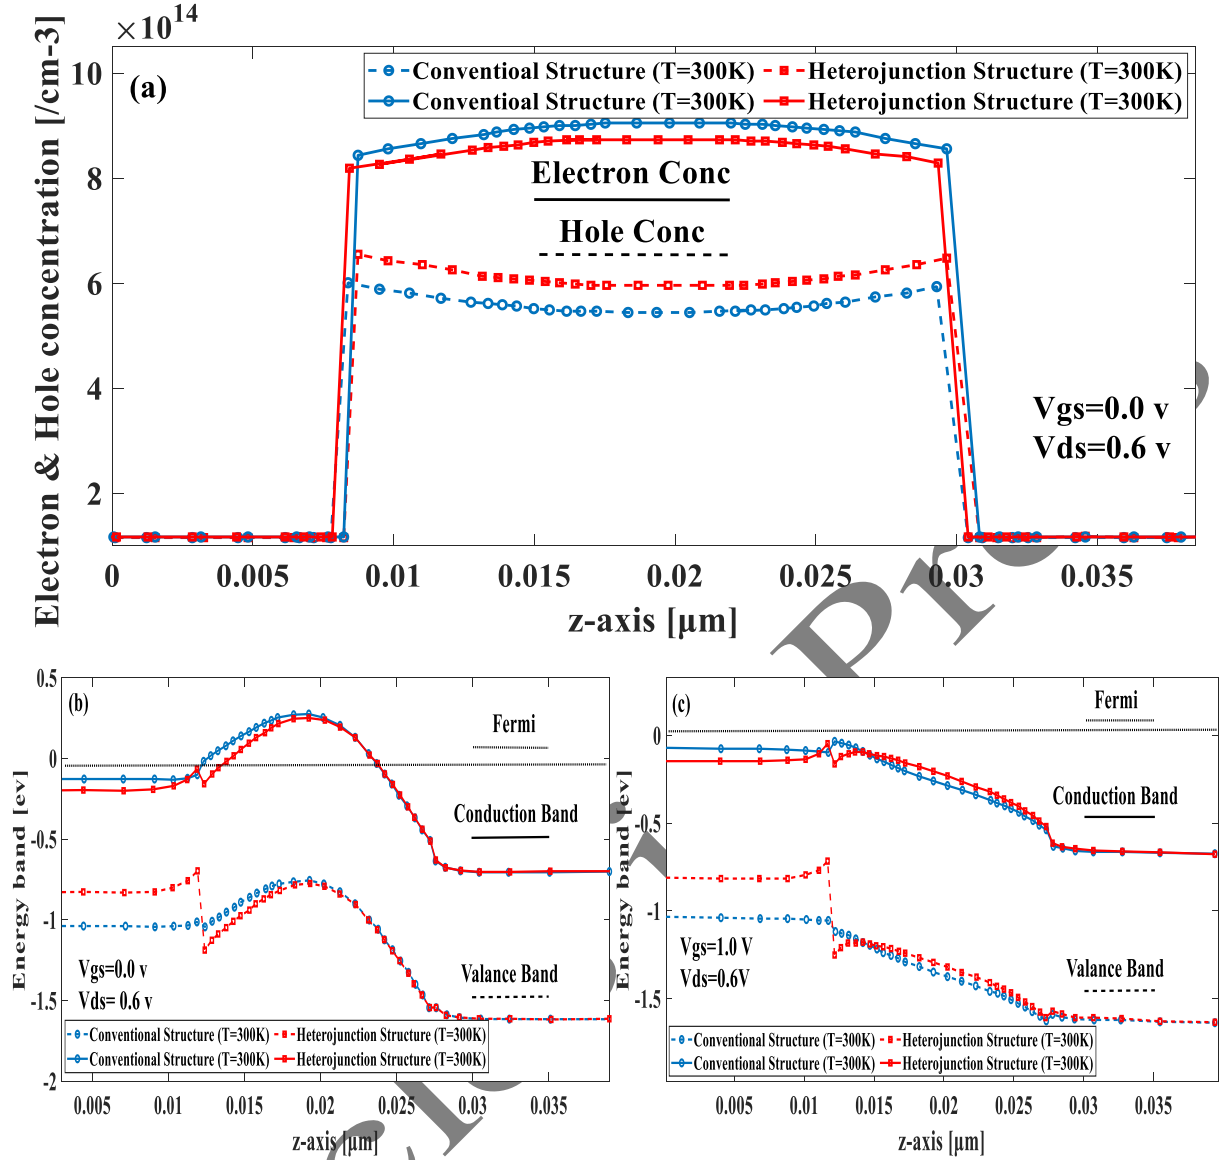 ×10^14
Electron & Hole concentration [/cm-3]
(a)
Conventioal Structure (T=300K)
Heterojunction Structure (T=300K)
Conventioal Structure (T=300K)
Heterojunction Structure (T=300K)
10
8
6
4
2
Electron Conc
Hole Conc
Vgs=0.0 v
Vds=0.6 v
0 0.005 0.01 0.015 0.02 0.025 0.03 0.035
z-axis [μm]
(b)
Energy band [ev]
0.5
0
-0.5
-1
-1.5
-2
Fermi
Conduction Band
Valance Band
Vgs=0.0 v
Vds= 0.6 v
Conventional Structure (T=300K)
Heterojunction Structure (T=300K)
Conventional Structure (T=300K)
Heterojunction Structure (T=300K)
0.005 0.01 0.015 0.02 0.025 0.03 0.035
z-axis [μm]
(c)
Energy band [ev]
0
-0.5
-1
-1.5
Fermi
Conduction Band
Valance Band
Vgs=1.0 V
Vds=0.6V
Conventional Structure (T=300K)
Heterojunction Structure (T=300K)
Conventional Structure (T=300K)
Heterojunction Structure (T=300K)
0.005 0.01 0.015 0.02 0.025 0.03 0.035
z-axis [μm]